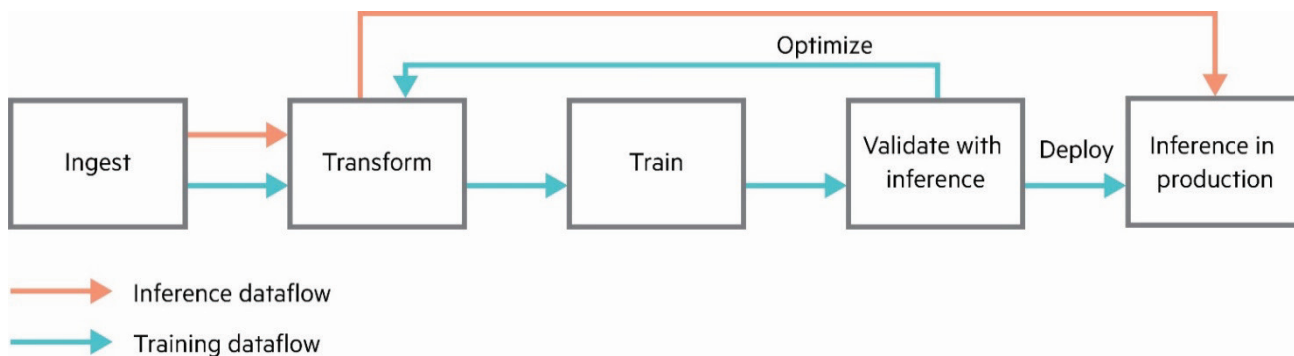 Optimize
Ingest
Transform
Train
Validate with
inference
Deploy
Inference in
production
Inference dataflow
Training dataflow